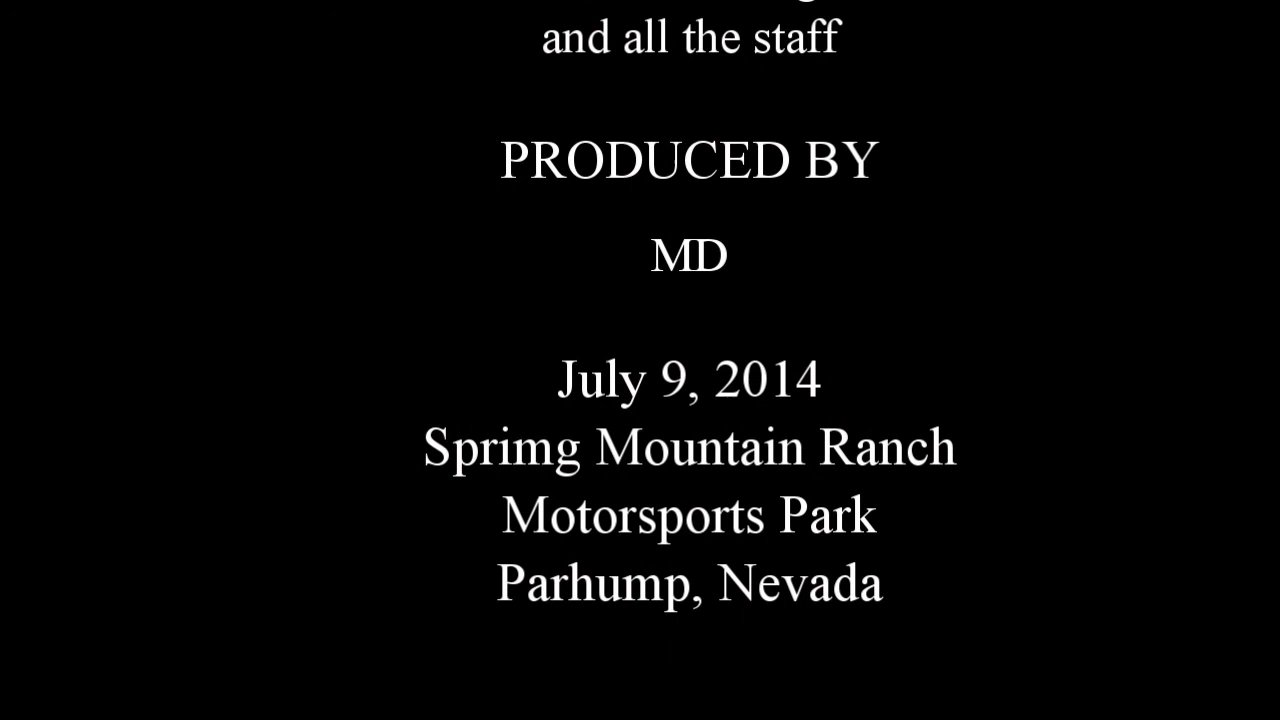 and all the staff
PRODUCED BY
MD
July 9, 2014
Sprimg Mountain Ranch
Motorsports Park
Parhump, Nevada